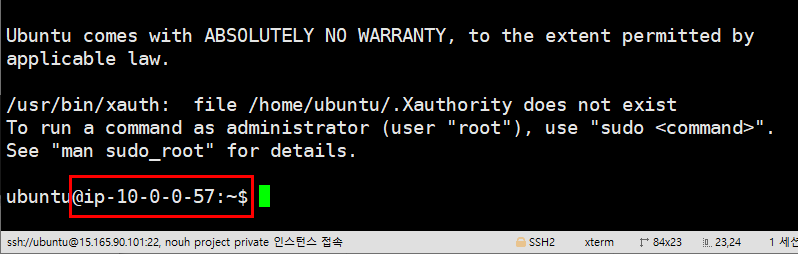 Ubuntu comes with ABSOLUTELY NO WARRANTY, to the extent permitted by
applicable law.
/usr/bin/xauth:  file /home/ubuntu/.Xauthority does not exist
To run a command as administrator (user "root"), use "sudo <command>".
See "man sudo_root" for details.
ubuntu@ip-10-0-0-57:~$
ssh://ubuntu@15.165.90.101:22, nouh project private 인스턴스 접속 SSH2 xterm 84x23 23,24 1 세션